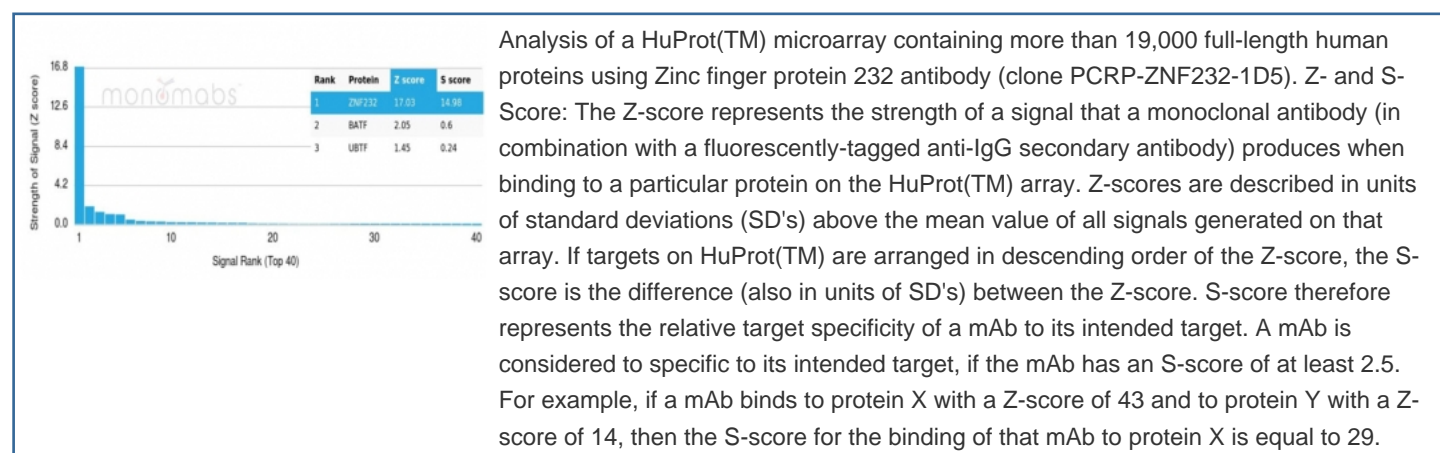 16.8
12.6
8.4
4.2
0.0
Strength of Signal (Z score)
monomabs
Rank Protein Z score S score
1 ZNF232 17.03 14.98
2 BATF 2.05 0.6
3 UBTF 1.45 0.24
1 10 20 30 40
Signal Rank (Top 40)
Analysis of a HuProt(TM) microarray containing more than 19,000 full-length human
proteins using Zinc finger protein 232 antibody (clone PCRP-ZNF232-1D5). Z- and S-
Score: The Z-score represents the strength of a signal that a monoclonal antibody (in
combination with a fluorescently-tagged anti-IgG secondary antibody) produces when
binding to a particular protein on the HuProt(TM) array. Z-scores are described in units
of standard deviations (SD's) above the mean value of all signals generated on that
array. If targets on HuProt(TM) are arranged in descending order of the Z-score, the S-
score is the difference (also in units of SD's) between the Z-score. S-score therefore
represents the relative target specificity of a mAb to its intended target. A mAb is
considered to specific to its intended target, if the mAb has an S-score of at least 2.5.
For example, if a mAb binds to protein X with a Z-score of 43 and to protein Y with a Z-
score of 14, then the S-score for the binding of that mAb to protein X is equal to 29.